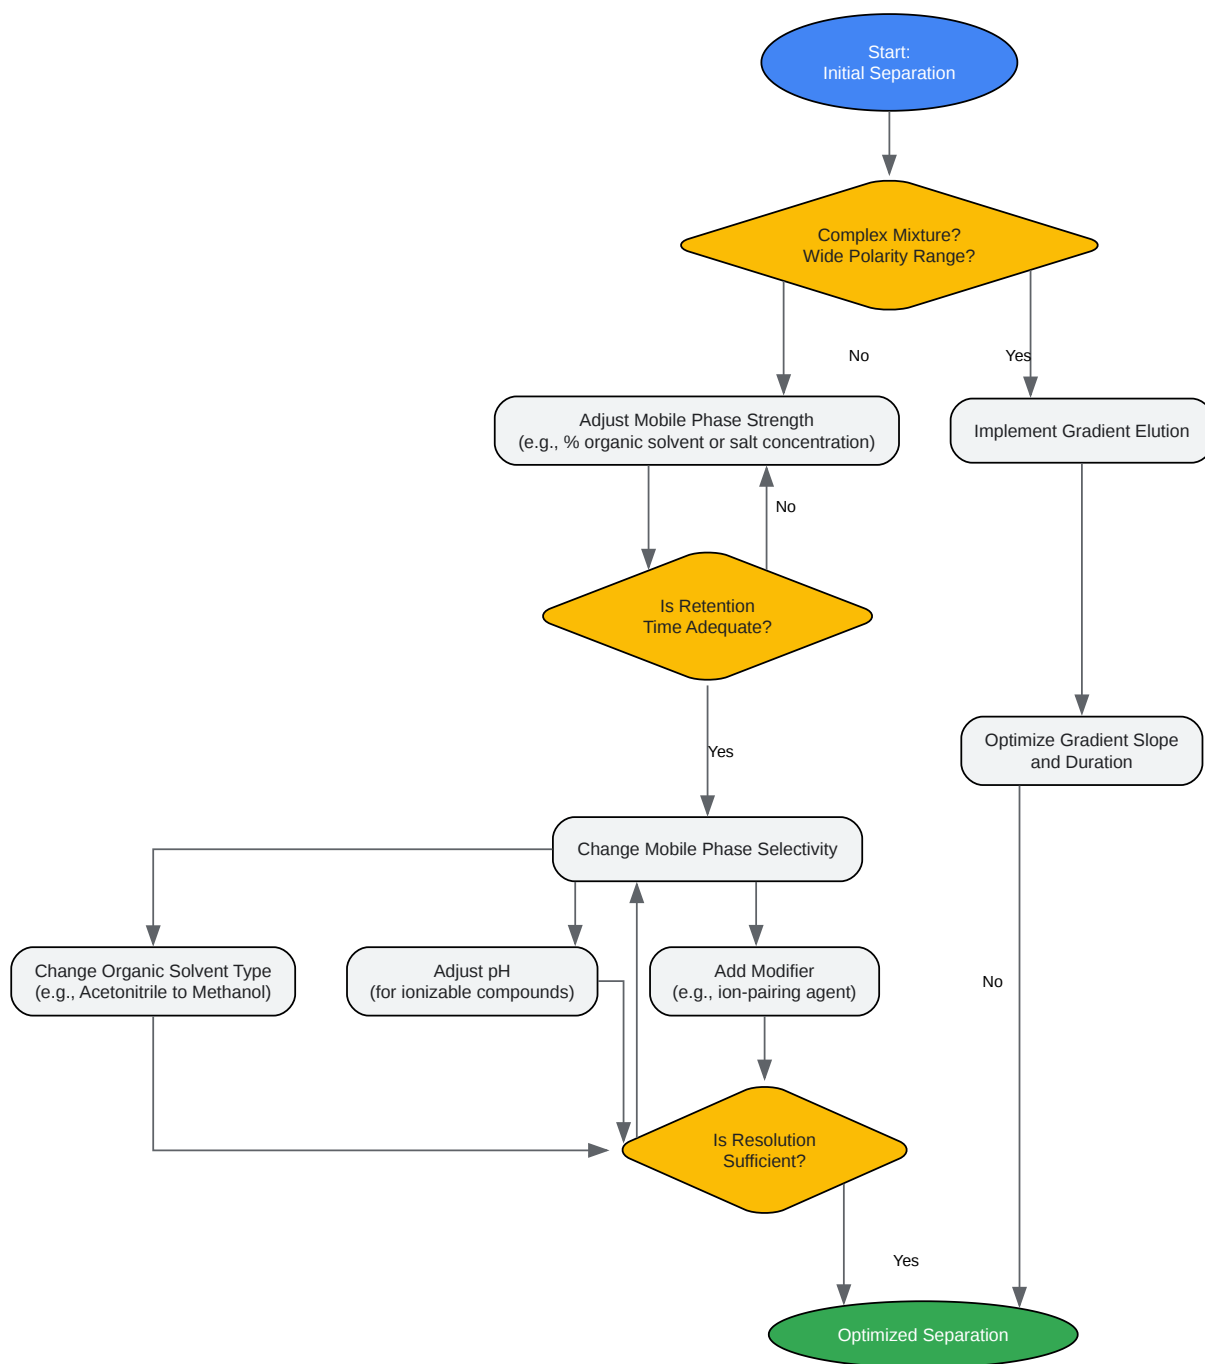 Start:
Initial Separation
Complex Mixture?
Wide Polarity Range?
No
Yes
Adjust Mobile Phase Strength
(e.g., % organic solvent or salt concentration)
Implement Gradient Elution
No
Is Retention
Time Adequate?
Yes
Optimize Gradient Slope
and Duration
Change Mobile Phase Selectivity
Change Organic Solvent Type
(e.g., Acetonitrile to Methanol)
Adjust pH
(for ionizable compounds)
Add Modifier
(e.g., ion-pairing agent)
No
Is Resolution
Sufficient?
Yes
Optimized Separation